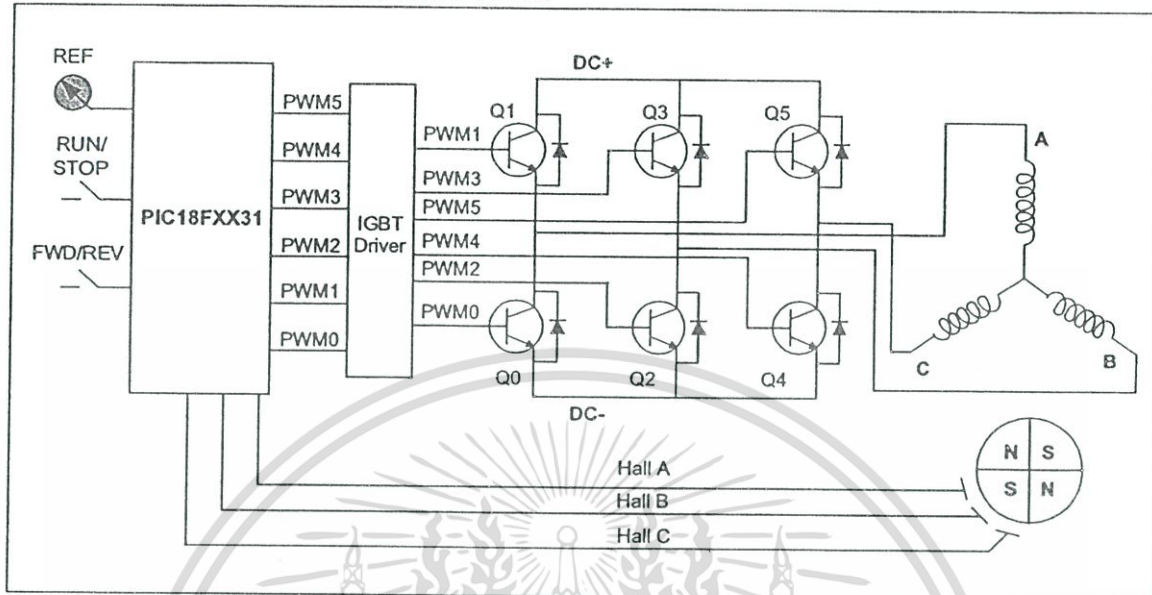 REF
RUN/
STOP
FWD/REV
PIC18FXX31
PWM5
PWM4
PWM3
PWM2
PWM1
PWM0
IGBT
Driver
PWM1
PWM3
PWM5
PWM4
PWM2
PWM0
DC+
Q1
Q3
Q5
Q0
Q2
Q4
DC-
A
B
C
Hall A
Hall B
Hall C
N S
S N